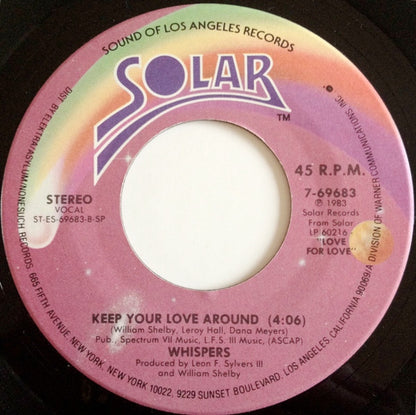 SOUND OF LOS ANGELES RECORDS
SOLAR
TM
45 R.P.M.
7-69683
Ⓟ 1983
Solar Records
From Solar
LP 60216
"LOVE
FOR LOVE"
STEREO
VOCAL
ST-ES-69683-B-SP
KEEP YOUR LOVE AROUND (4:06)
(William Shelby, Leroy Hall, Dana Meyers)
Pub., Spectrum VII Music, L.F.S. III Music, (ASCAP)
WHISPERS
Produced by Leon F. Sylvers III
and William Shelby
DIST. BY ELEKTRA/ASYLUM/NONESUCH RECORDS, 665 FIFTH AVENUE, NEW YORK, NEW YORK 10022, 9229 SUNSET BOULEVARD, LOS ANGELES, CALIFORNIA 90069/A DIVISION OF WARNER COMMUNICATIONS INC.